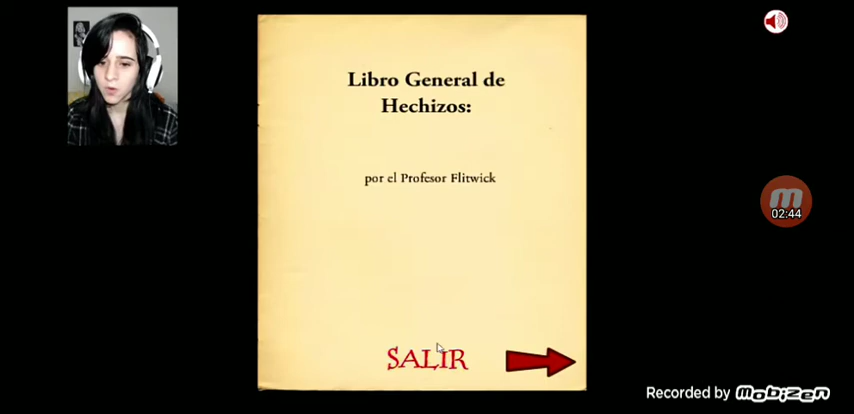 Libro General de
Hechizos:
por el Profesor Flitwick
02:44
SALIR
Recorded by mobizen